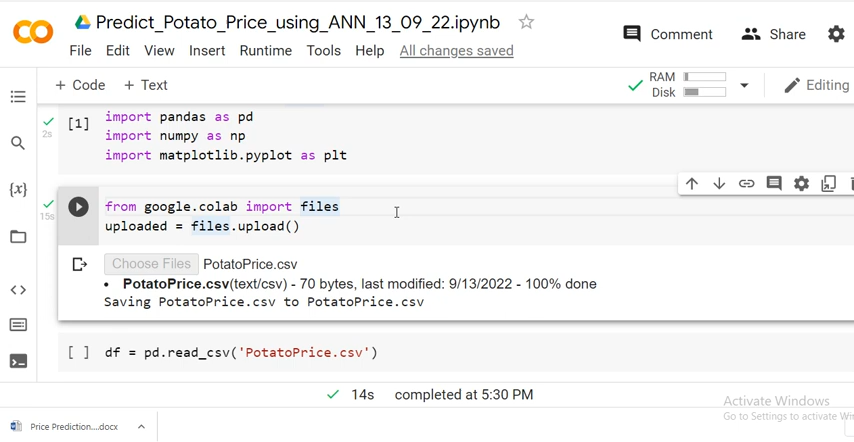 Predict_Potato_Price_using_ANN_13_09_22.ipynb
Comment
Share
File Edit View Insert Runtime Tools Help All changes saved
+ Code + Text
RAM
Disk
Editing
[1]
2s
import pandas as pd
import numpy as np
import matplotlib.pyplot as plt
{x}
15s
from google.colab import files
uploaded = files.upload()
Choose Files PotatoPrice.csv
• PotatoPrice.csv(text/csv) - 70 bytes, last modified: 9/13/2022 - 100% done
Saving PotatoPrice.csv to PotatoPrice.csv
[ ] df = pd.read_csv('PotatoPrice.csv')
14s completed at 5:30 PM
Activate Windows
Go to Settings to activate Wi
Price Prediction....docx